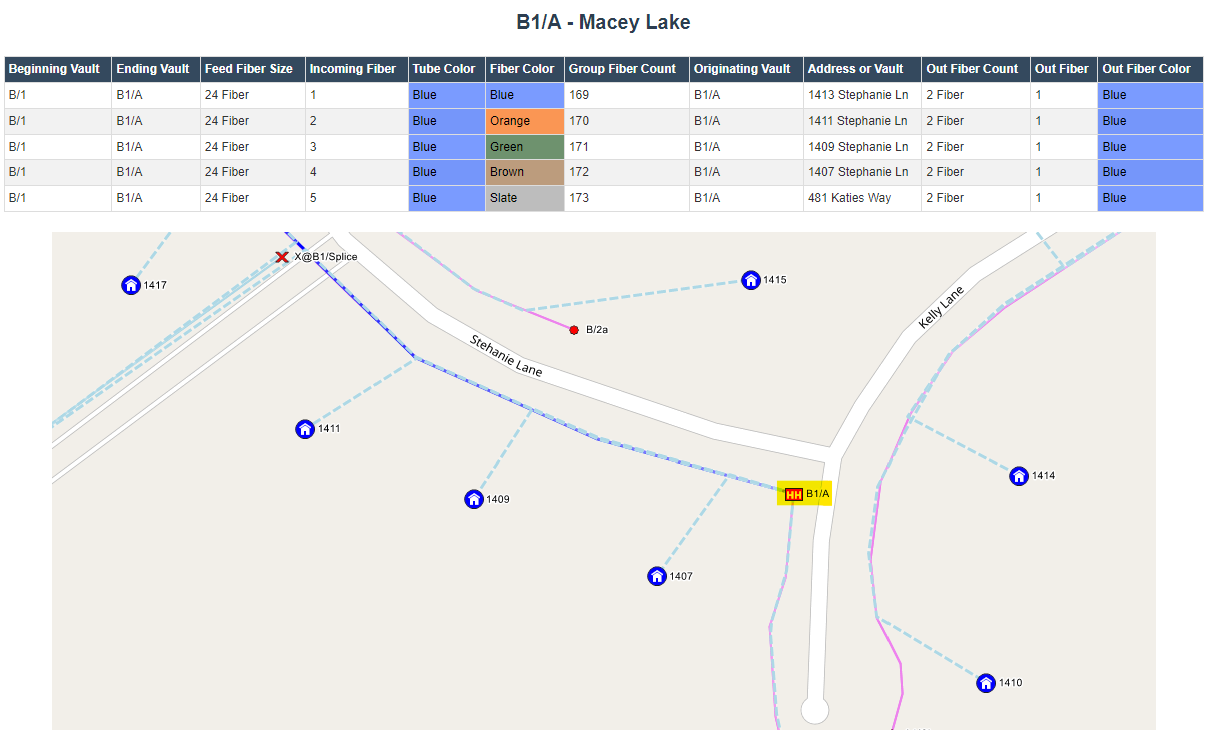 B1/A - Macey Lake
Beginning Vault Ending Vault Feed Fiber Size Incoming Fiber Tube Color Fiber Color Group Fiber Count Originating Vault Address or Vault Out Fiber Count Out Fiber Out Fiber Color
B/1 B1/A 24 Fiber 1 Blue Blue 169 B1/A 1413 Stephanie Ln 2 Fiber 1 Blue
B/1 B1/A 24 Fiber 2 Blue Orange 170 B1/A 1411 Stephanie Ln 2 Fiber 1 Blue
B/1 B1/A 24 Fiber 3 Blue Green 171 B1/A 1409 Stephanie Ln 2 Fiber 1 Blue
B/1 B1/A 24 Fiber 4 Blue Brown 172 B1/A 1407 Stephanie Ln 2 Fiber 1 Blue
B/1 B1/A 24 Fiber 5 Blue Slate 173 B1/A 481 Katies Way 2 Fiber 1 Blue
X@B1/Splice
1417
1415
Kelly Lane
B/2a
Stehanie Lane
1411
1414
HH B1/A
1409
1407
1410